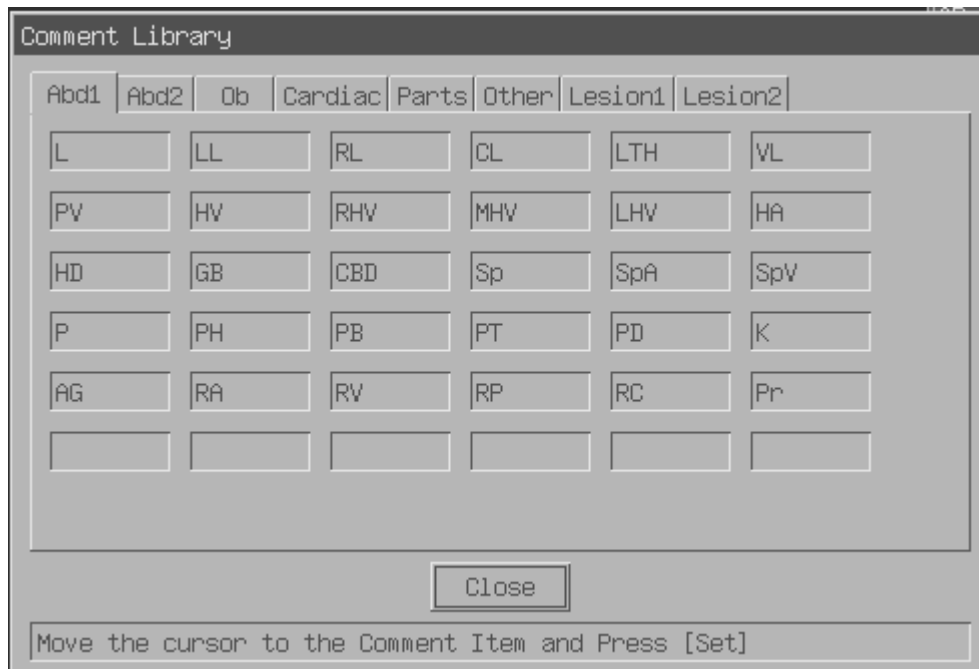 Comment Library
Abd1 Abd2 Ob Cardiac Parts Other Lesion1 Lesion2
L LL RL CL LTH VL
PV HV RHV MHV LHV HA
HD GB CBD Sp SpA SpV
P PH PB PT PD K
AG RA RV RP RC Pr
Close
Move the cursor to the Comment Item and Press [Set]